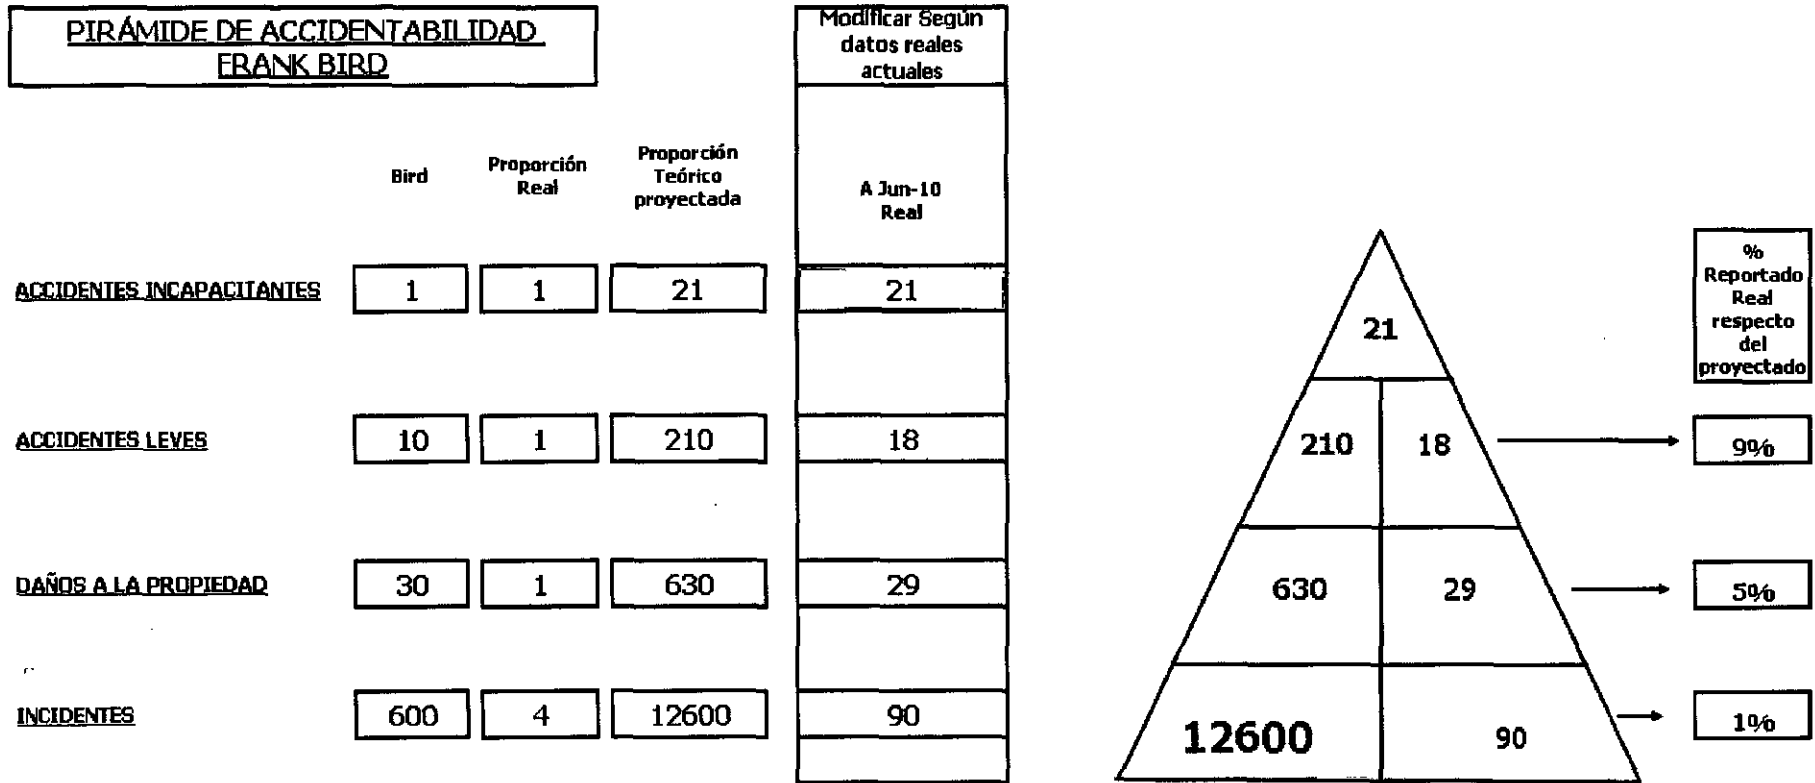 PIRÁMIDE DE ACCIDENTABILIDAD
FRANK BIRD
Modificar Según
datos reales
actuales
Bird
Proporción
Real
Proporción
Teórico
proyectada
A Jun-10
Real
ACCIDENTES INCAPACITANTES
1
1
21
21
ACCIDENTES LEVES
10
1
210
18
DAÑOS A LA PROPIEDAD
30
1
630
29
INCIDENTES
600
4
12600
90
21
210
18
630
29
12600
90
%
Reportado
Real
respecto
del
proyectado
9%
5%
1%